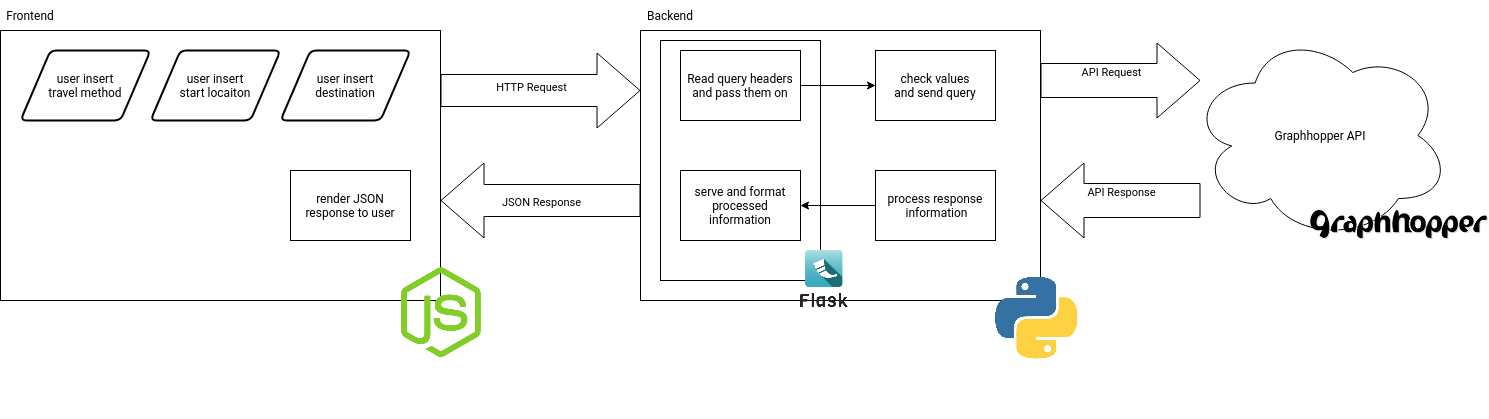 Frontend
user insert
travel method
user insert
start locaiton
user insert
destination
render JSON
response to user
JS
HTTP Request
JSON Response
Backend
Read query headers
and pass them on
check values
and send query
serve and format
processed
information
process response
information
Flask
API Request
API Response
Graphhopper API
graphhopper